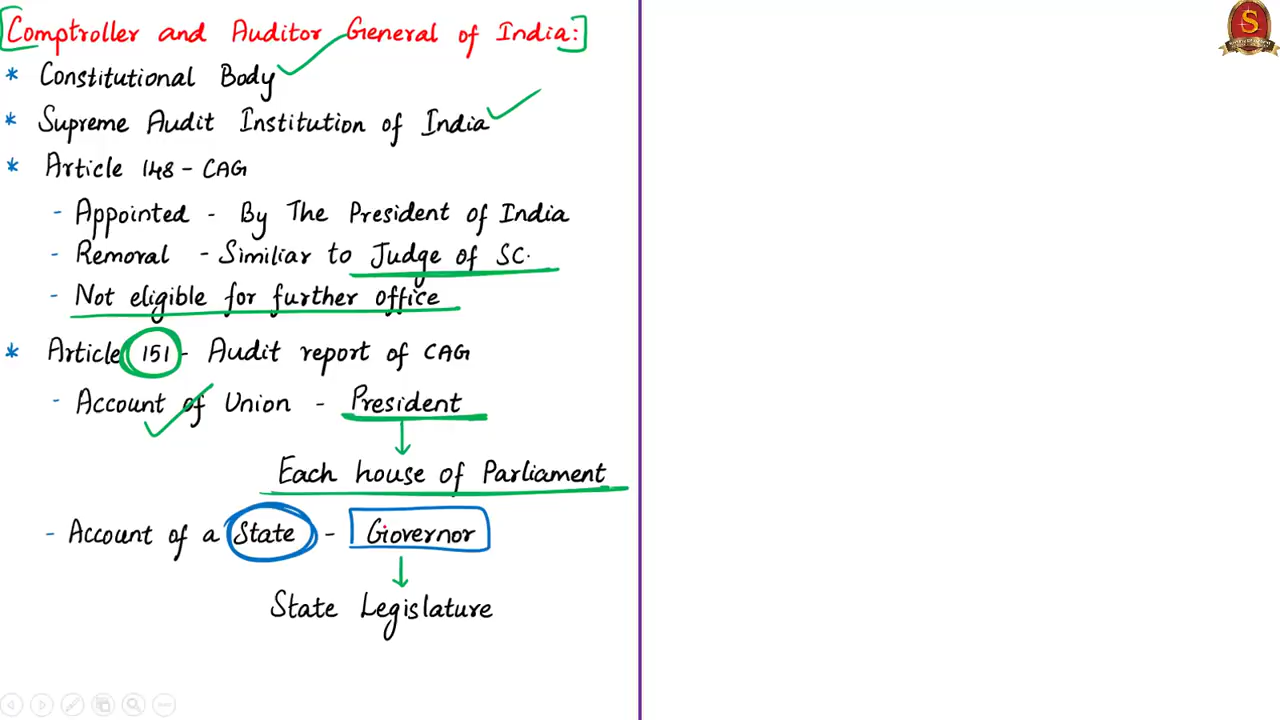 [Comptroller and Auditor General of India:]
* Constitutional Body
* Supreme Audit Institution of India
* Article 148 - CAG
- Appointed - By The President of India
- Removal - Similiar to Judge of SC.
- Not eligible for further office
* Article 151 - Audit report of CAG
- Account of Union - President
Each house of Parliament
- Account of a State - Governor
State Legislature
S